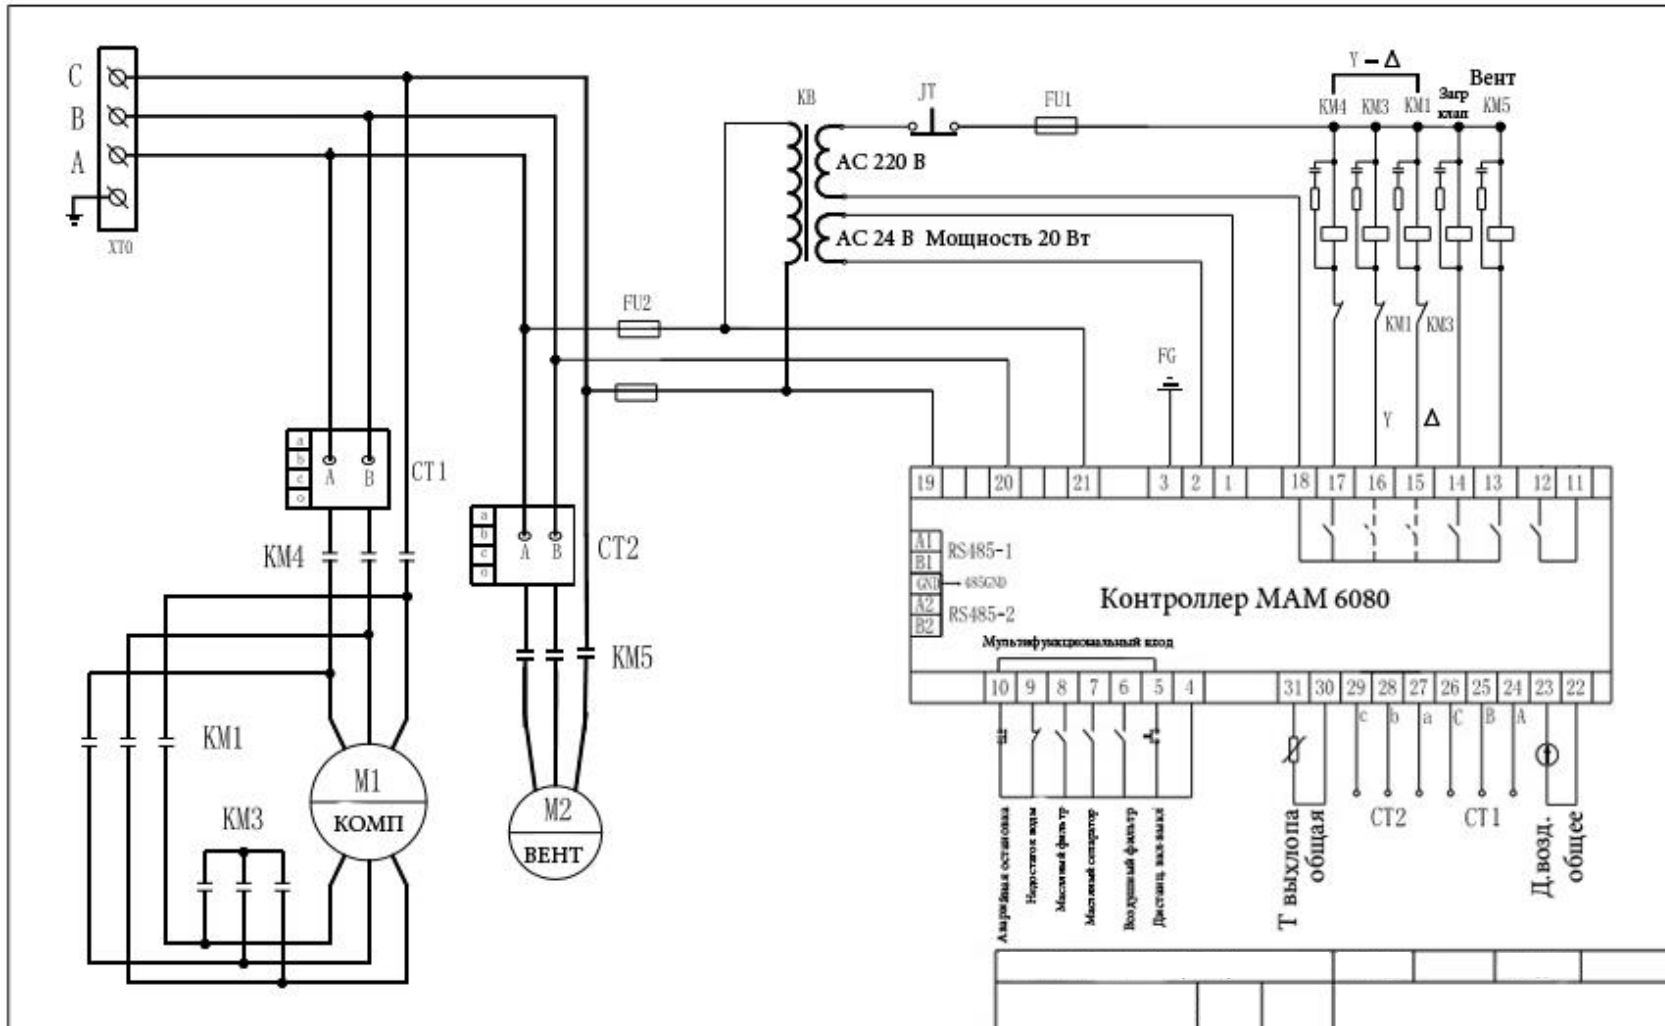 C
B
A
XT0
KB
JT
FU1
Y – Δ
KM4 KM3 KM1
Загр
клап
Вент
KM5
АС 220 В
АС 24 В Мощность 20 Вт
FU2
KM1
KM3
FG
Y
Δ
a
b
c
o
A B
CT1
KM4
a
b
c
o
A B
CT2
KM5
KM1
M1
КОМП
KM3
M2
ВЕНТ
19 20 21 3 2 1 18 17 16 15 14 13 12 11
A1
B1
RS485-1
GND
485GND
A2
B2
RS485-2
Контроллер МАМ 6080
Мультифункциональный вход
10 9 8 7 6 5 4 31 30 29 28 27 26 25 24 23 22
c b a C B A
CT2
CT1
Аварийная остановка
Недостаток воды
Масляный фильтр
Масляный сепаратор
Воздушный фильтр
Дистанц. вкл-выкл
Т выхлопа
общая
Д.возд.
общее